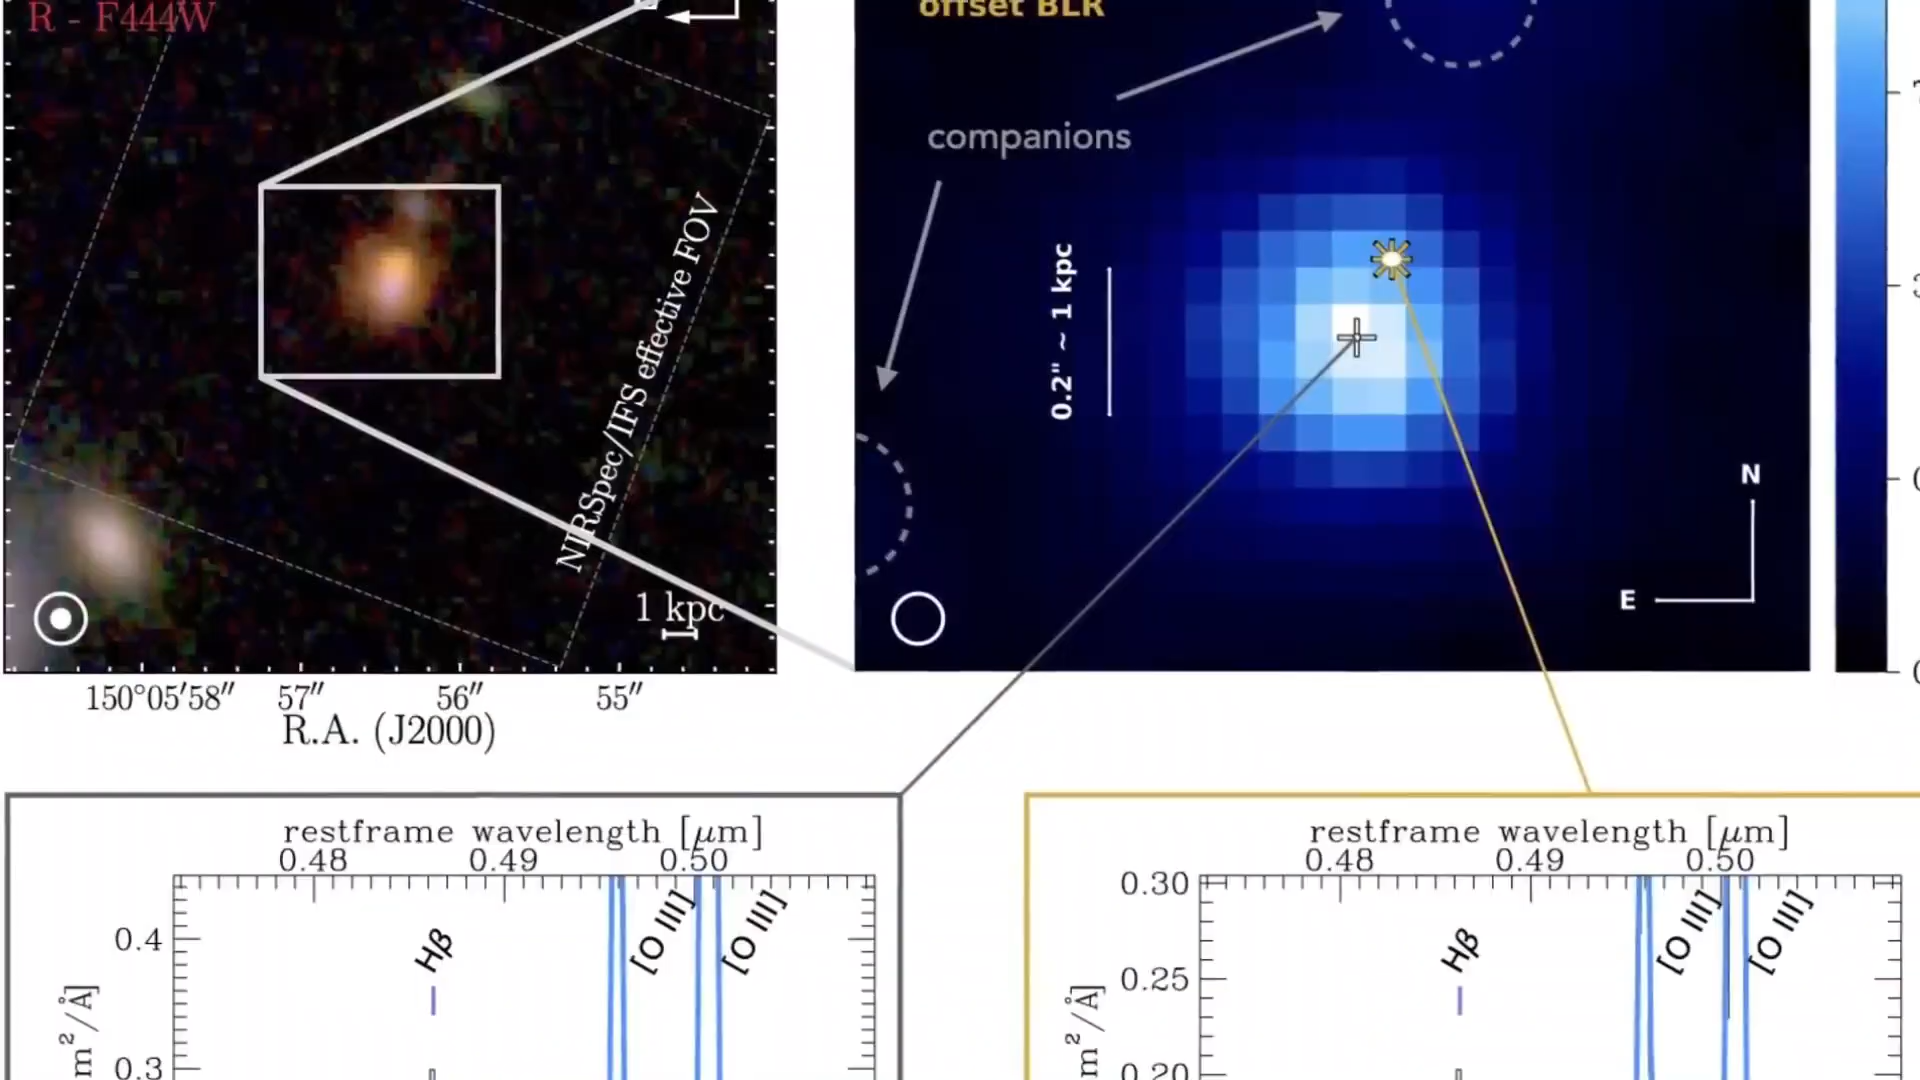 R - F444W
offset BLR
companions
NIRSpec/IFS effective FOV
0.2" ~ 1 kpc
N
E
1 kpc
150°05′58″ 57″ 56″ 55″
R.A. (J2000)
restframe wavelength [μm]
0.48 0.49 0.50
Hβ
[O III]
[O III]
0.4
0.3
m²/Å]
restframe wavelength [μm]
0.48 0.49 0.50
0.30
Hβ
[O III]
[O III]
0.25
0.20
m²/Å]